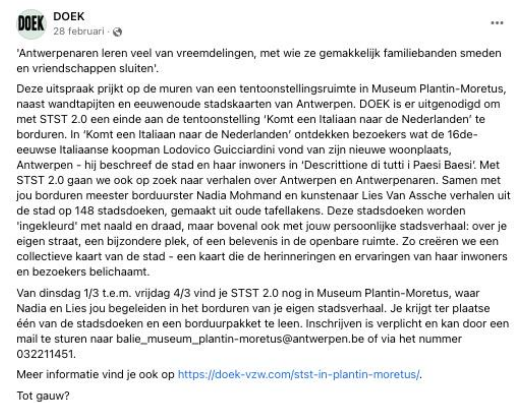 DOEK
DOEK
28 februari ·
'Antwerpenaren leren veel van vreemdelingen, met wie ze gemakkelijk familiebanden smeden
en vriendschappen sluiten'.
Deze uitspraak prijkt op de muren van een tentoonstellingsruimte in Museum Plantin-Moretus,
naast wandtapijten en eeuwenoude stadskaarten van Antwerpen. DOEK is er uitgenodigd om
met STST 2.0 een einde aan de tentoonstelling ‘Komt een Italiaan naar de Nederlanden’ te
borduren. In ‘Komt een Italiaan naar de Nederlanden’ ontdekken bezoekers wat de 16de-
eeuwse Italiaanse koopman Lodovico Guicciardini vond van zijn nieuwe woonplaats,
Antwerpen - hij beschreef de stad en haar inwoners in ‘Descrittione di tutti i Paesi Baesi’. Met
STST 2.0 gaan we ook op zoek naar verhalen over Antwerpen en Antwerpenaren. Samen met
jou borduren meester borduurster Nadia Mohmand en kunstenaar Lies Van Assche verhalen uit
de stad op 148 stadsdoeken, gemaakt uit oude tafellakens. Deze stadsdoeken worden
‘ingekleurd’ met naald en draad, maar bovenal ook met jouw persoonlijke stadsverhaal: over je
eigen straat, een bijzondere plek, of een belevenis in de openbare ruimte. Zo creëren we een
collectieve kaart van de stad - een kaart die de herinneringen en ervaringen van haar inwoners
en bezoekers belichaamt.
Van dinsdag 1/3 t.e.m. vrijdag 4/3 vind je STST 2.0 nog in Museum Plantin-Moretus, waar
Nadia en Lies jou begeleiden in het borduren van je eigen stadsverhaal. Je krijgt ter plaatse
één van de stadsdoeken en een borduurpakket te leen. Inschrijven is verplicht en kan door een
mail te sturen naar balie_museum_plantin-moretus@antwerpen.be of via het nummer
032211451.
Meer informatie vind je ook op https://doek-vzw.com/stst-in-plantin-moretus/.
Tot gauw?